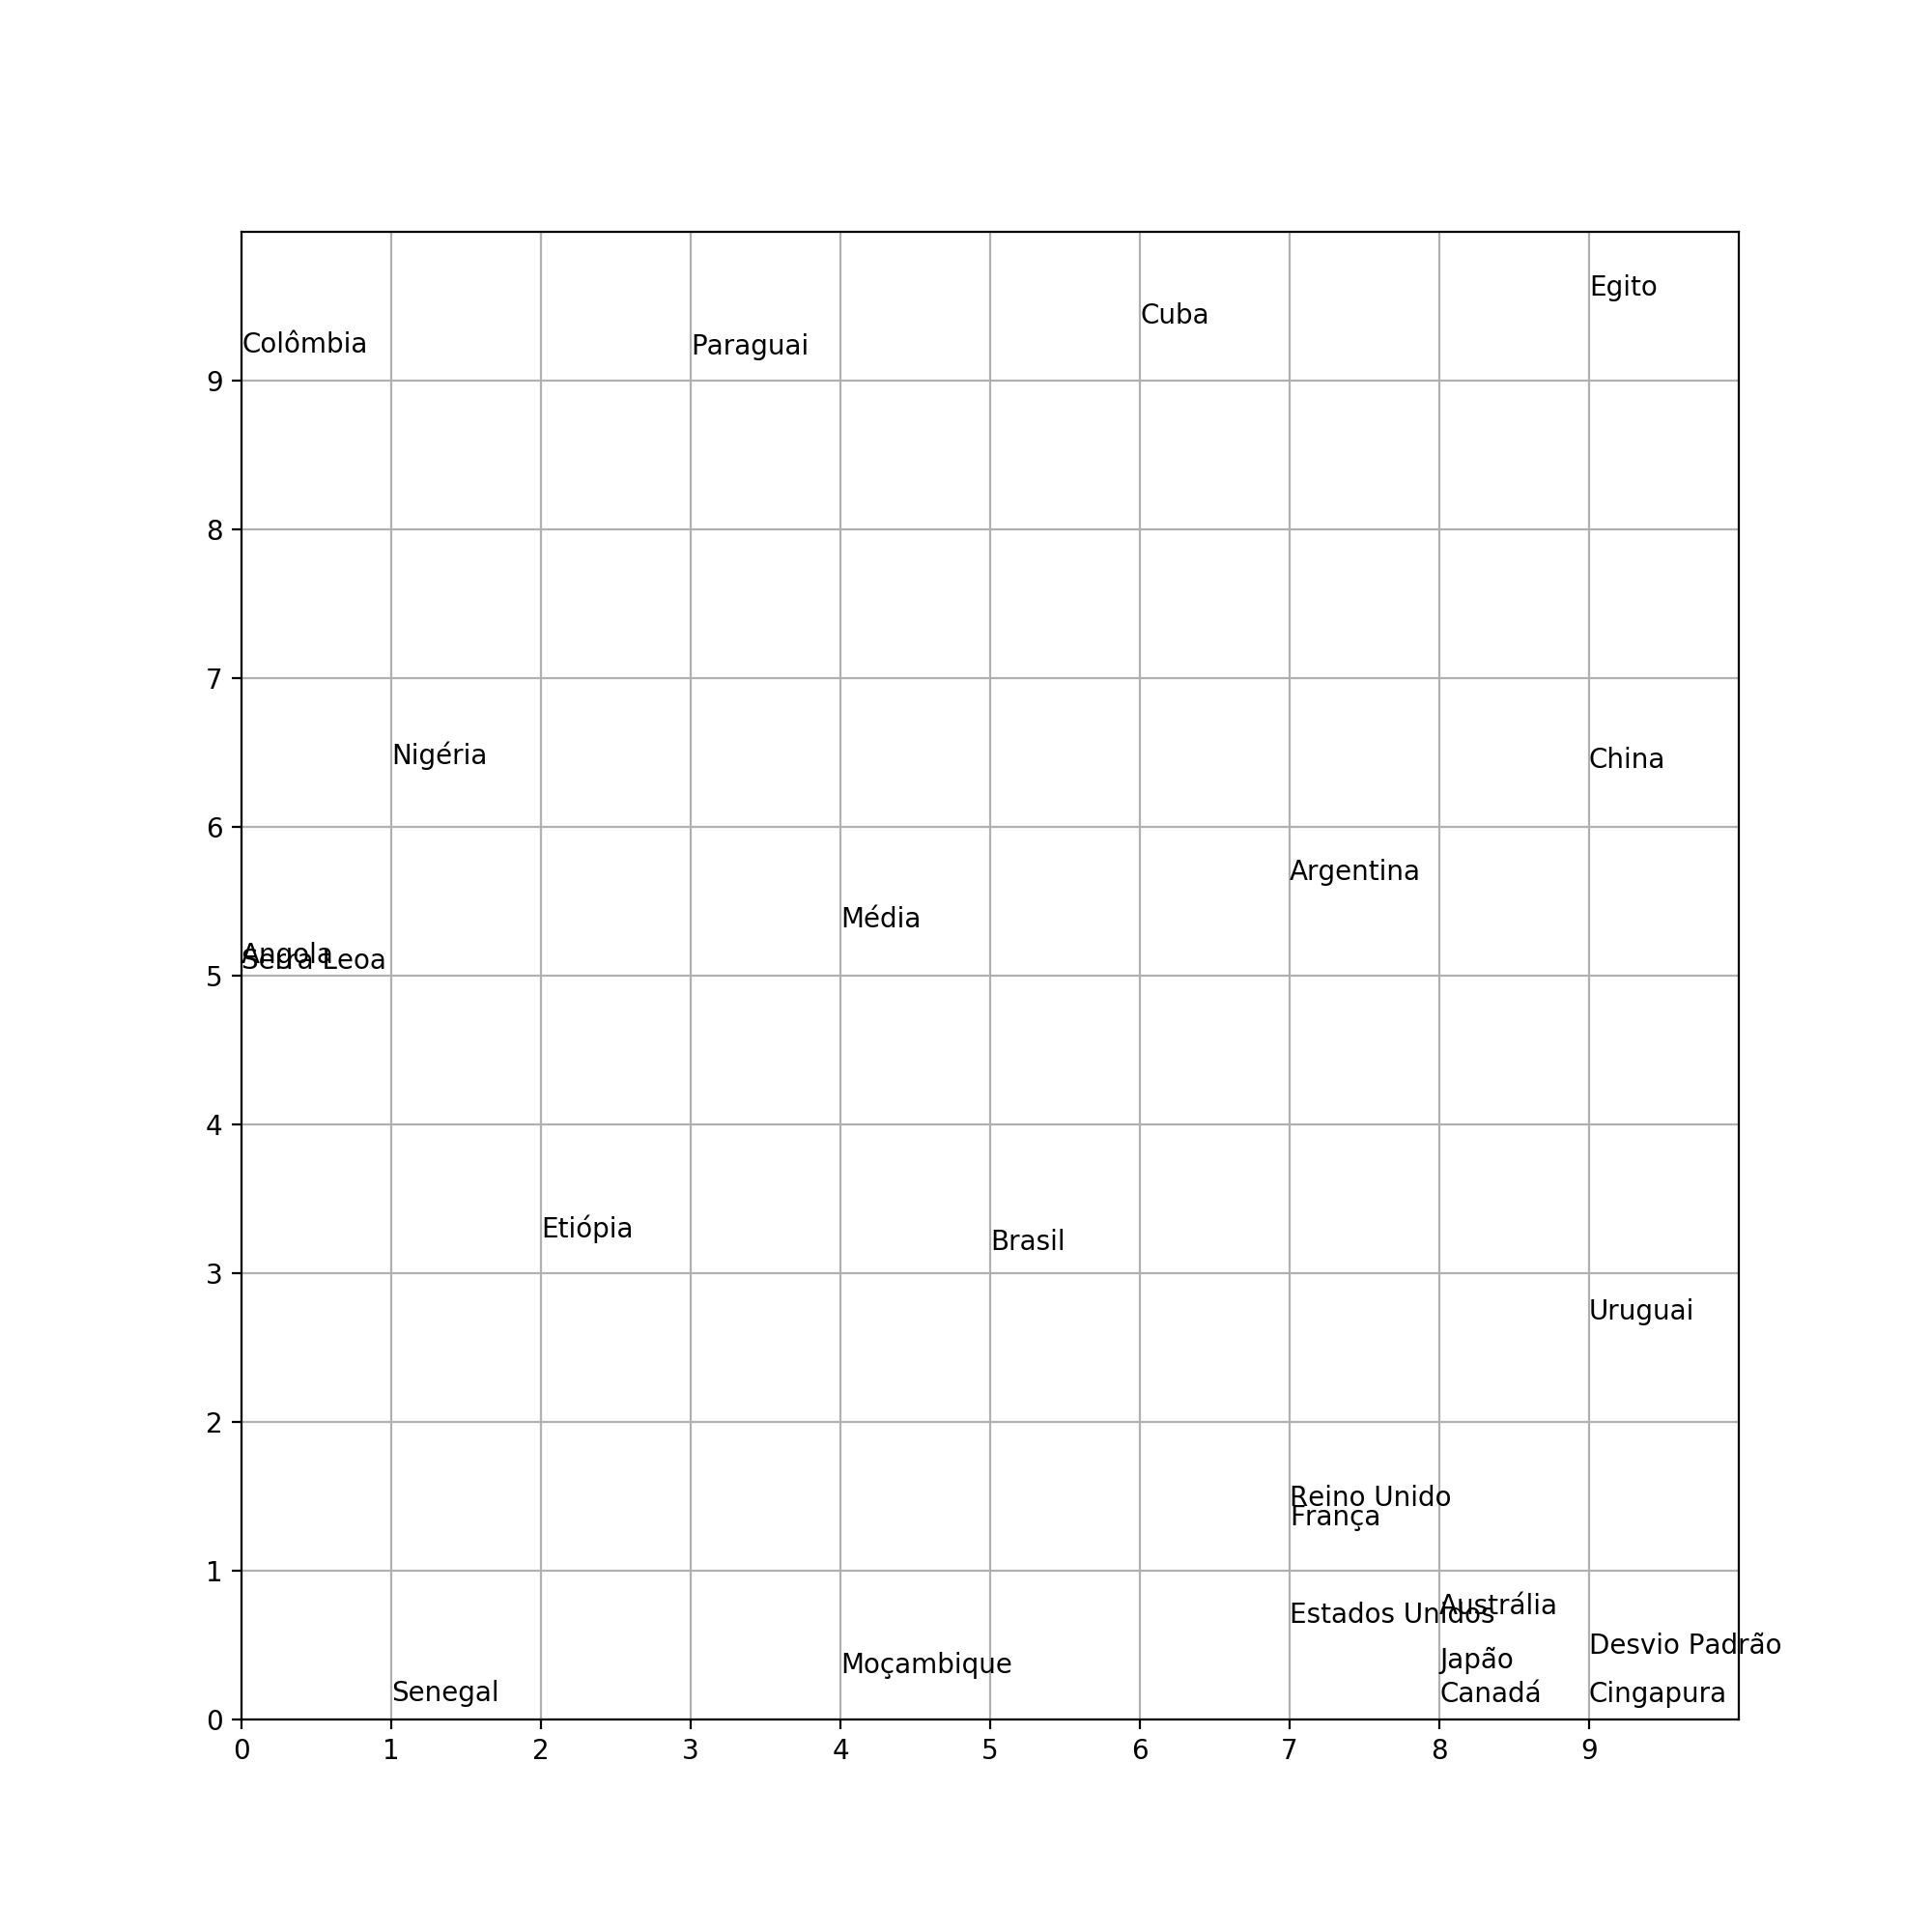 Egito
Cuba
Colômbia
Paraguai
9
8
7
Nigéria
China
6
Argentina
Média
Angola
Serra Leoa
5
4
Etiópia
Brasil
3
Uruguai
2
Reino Unido
França
1
Austrália
Estados Unidos
Desvio Padrão
Japão
Moçambique
Senegal
Canadá
Cingapura
0
0 1 2 3 4 5 6 7 8 9